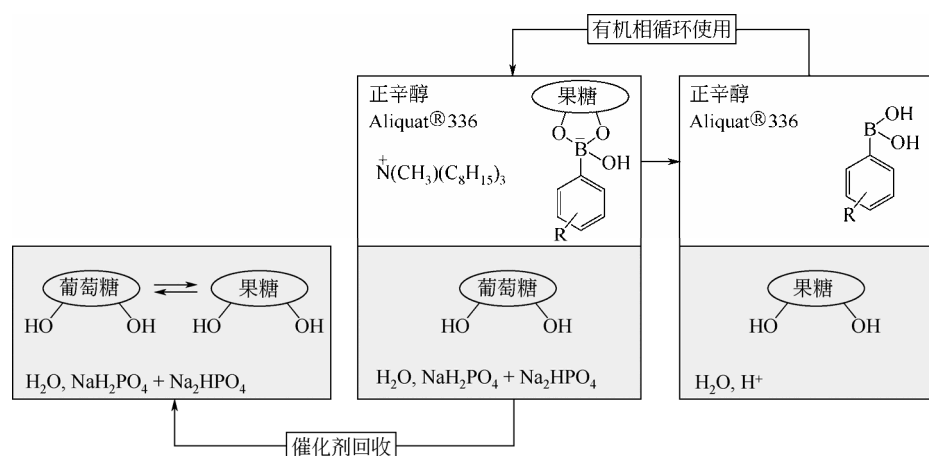 有机相循环使用
正辛醇
Aliquat®336
果糖
O
O
B
−
OH
+
N(CH3)(C8H15)3
R
正辛醇
Aliquat®336
OH
B
OH
R
葡萄糖
果糖
HO
OH
HO
OH
H2O, NaH2PO4 + Na2HPO4
葡萄糖
HO
OH
H2O, NaH2PO4 + Na2HPO4
果糖
HO
OH
H2O, H+
催化剂回收